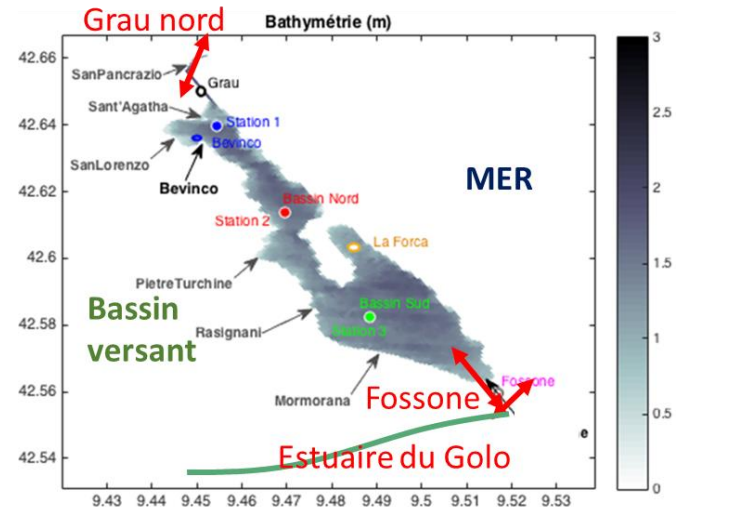 Grau nord
Bathymétrie (m)
3
42.66
SanPancrazio
Grau
2.5
Sant'Agatha
42.64
Station 1
Bevinco
SanLorenzo
Bevinco
MER
2
42.62
Bassin Nord
Station 2
La Forca
42.6
1.5
PietreTurchine
Bassin
versant
Bassin Sud
42.58
Rasignani
Station 3
1
42.56
Fossone
Mormorana
Fossone
0.5
e
42.54
Estuaire du Golo
0
9.43 9.44 9.45 9.46 9.47 9.48 9.49 9.5 9.51 9.52 9.53